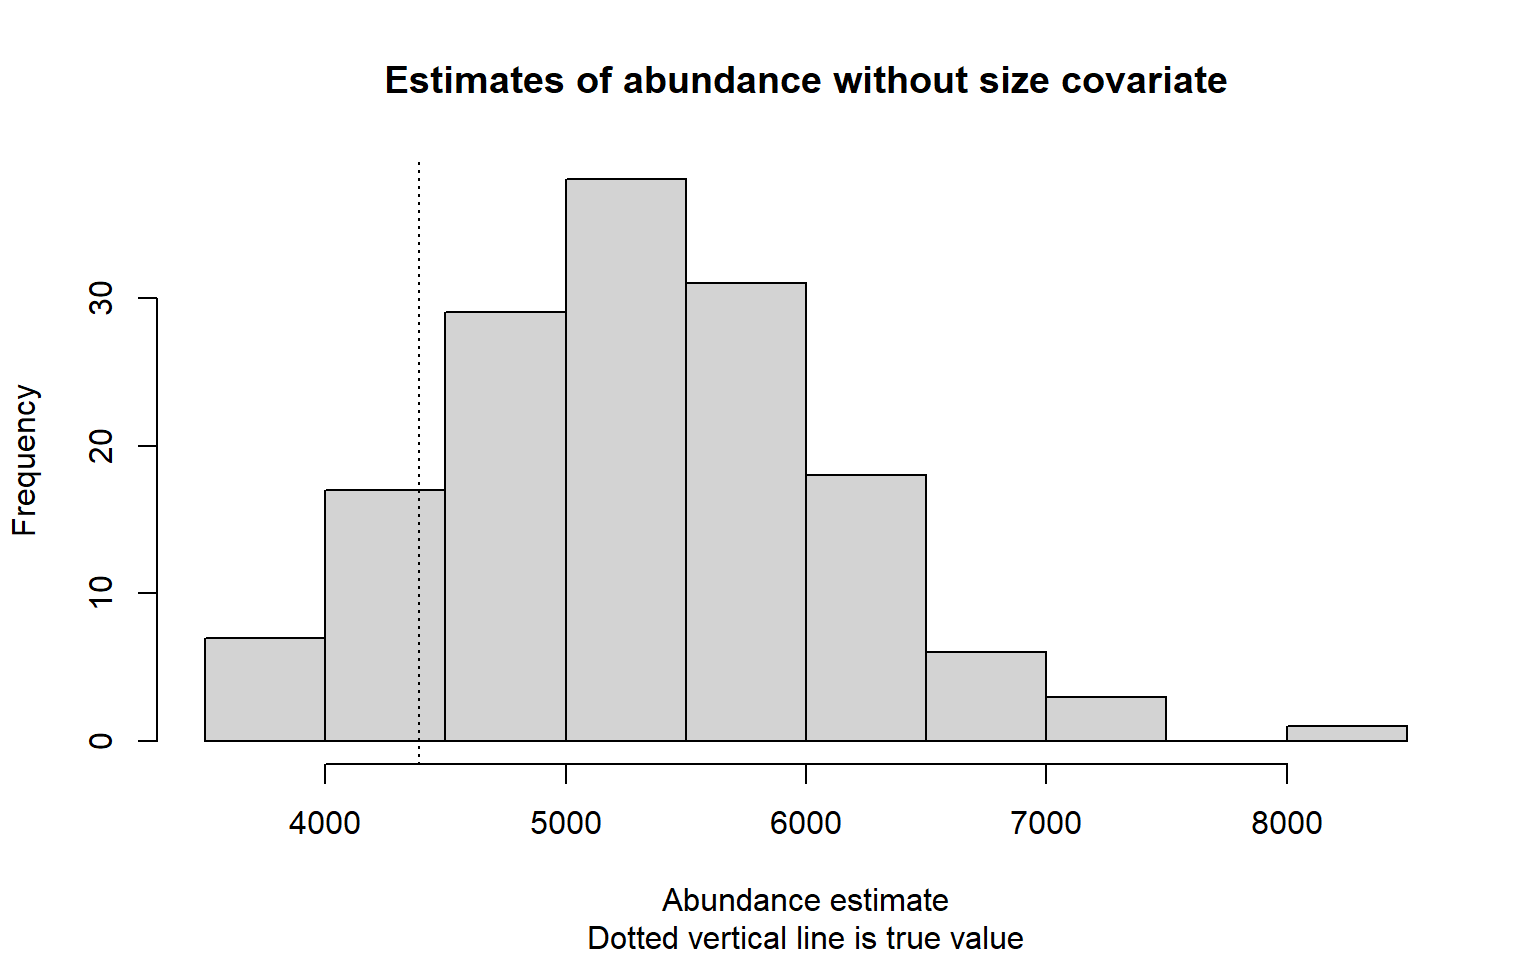 Estimates of abundance without size covariate
30
20
10
0
Frequency
4000 5000 6000 7000 8000
Abundance estimate
Dotted vertical line is true value